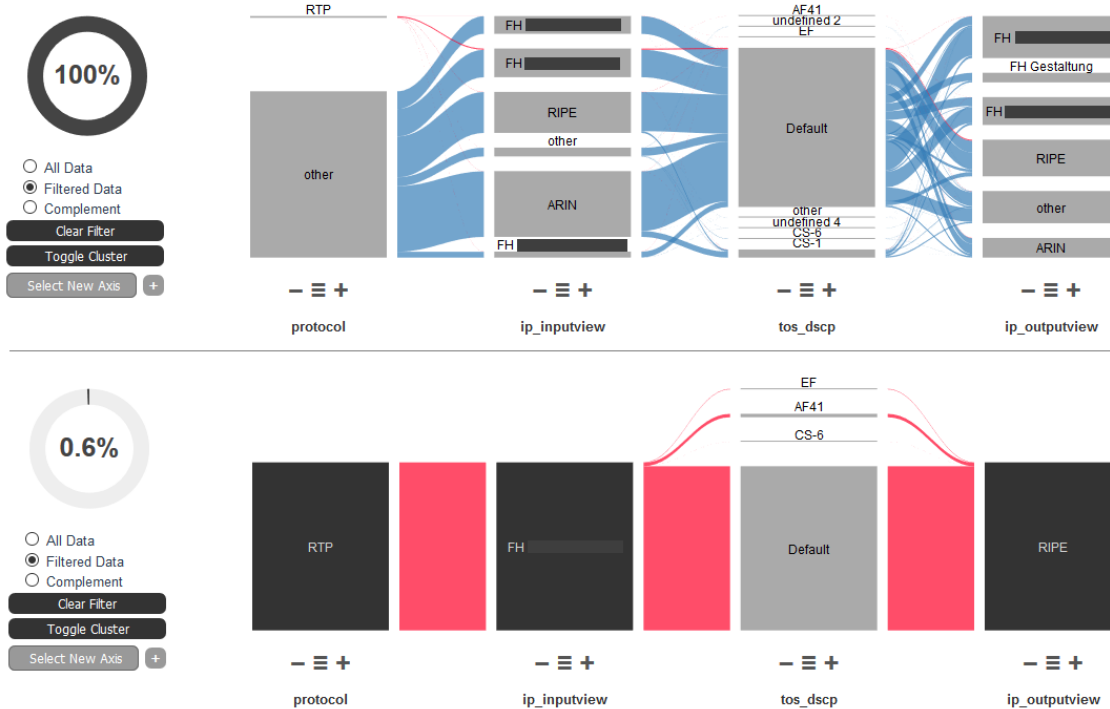 100%
All Data
Filtered Data
Complement
Clear Filter
Toggle Cluster
Select New Axis +
RTP
other
protocol
FH
FH
RIPE
other
ARIN
FH
ip_inputview
AF41
undefined 2
EF
Default
other
undefined 4
CS-6
CS-1
tos_dscp
FH
FH Gestaltung
FH
RIPE
other
ARIN
ip_outputview
0.6%
All Data
Filtered Data
Complement
Clear Filter
Toggle Cluster
Select New Axis +
RTP
protocol
FH
ip_inputview
EF
AF41
CS-6
Default
tos_dscp
RIPE
ip_outputview